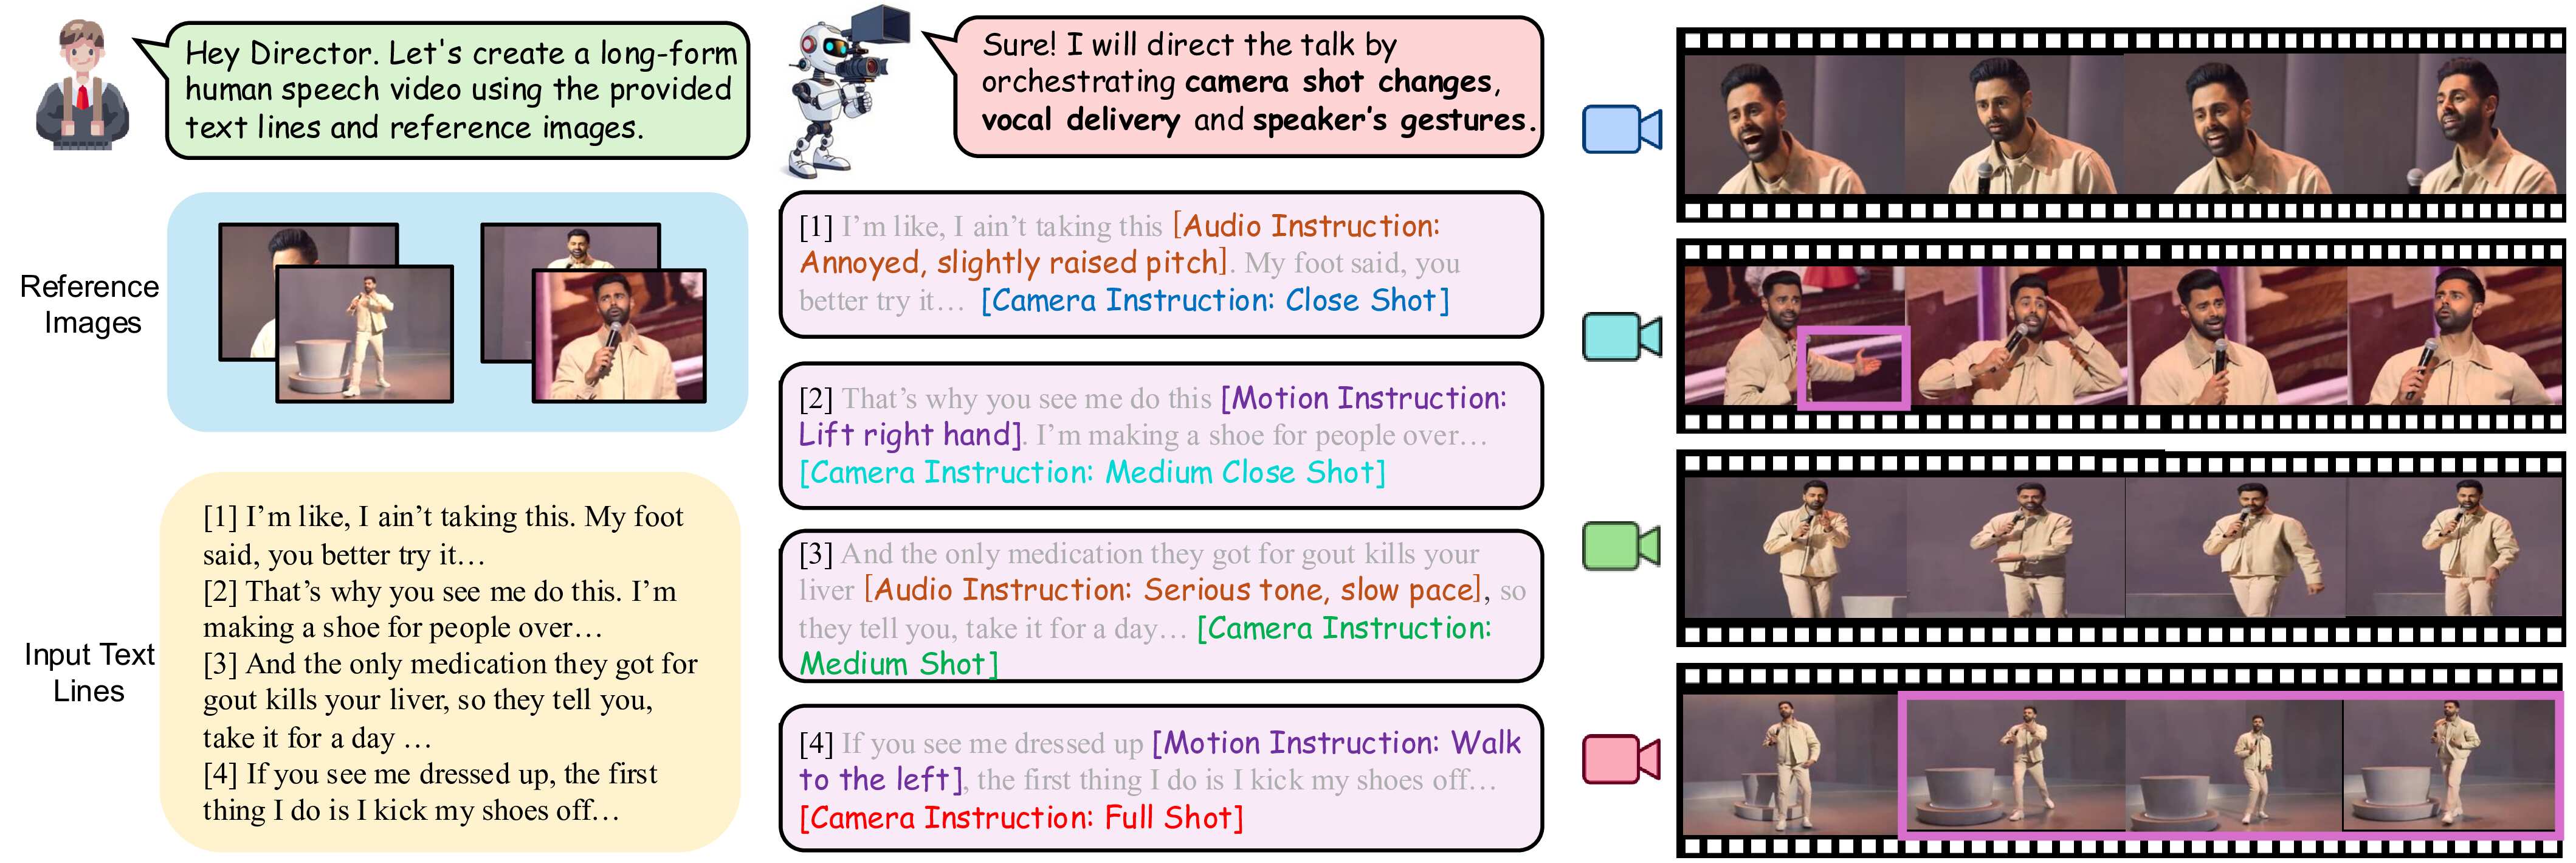 Hey Director. Let's create a long-form
human speech video using the provided
text lines and reference images.
Sure! I will direct the talk by
orchestrating camera shot changes,
vocal delivery and speaker's gestures.
Reference
Images
Input Text
Lines
[1] I'm like, I ain't taking this. My foot
said, you better try it…
[2] That's why you see me do this. I'm
making a shoe for people over…
[3] And the only medication they got for
gout kills your liver, so they tell you,
take it for a day …
[4] If you see me dressed up, the first
thing I do is I kick my shoes off…
[1] I'm like, I ain't taking this [Audio Instruction:
Annoyed, slightly raised pitch]. My foot said, you
better try it… [Camera Instruction: Close Shot]
[2] That's why you see me do this [Motion Instruction:
Lift right hand]. I'm making a shoe for people over…
[Camera Instruction: Medium Close Shot]
[3] And the only medication they got for gout kills your
liver [Audio Instruction: Serious tone, slow pace], so
they tell you, take it for a day… [Camera Instruction:
Medium Shot]
[4] If you see me dressed up [Motion Instruction: Walk
to the left], the first thing I do is I kick my shoes off…
[Camera Instruction: Full Shot]